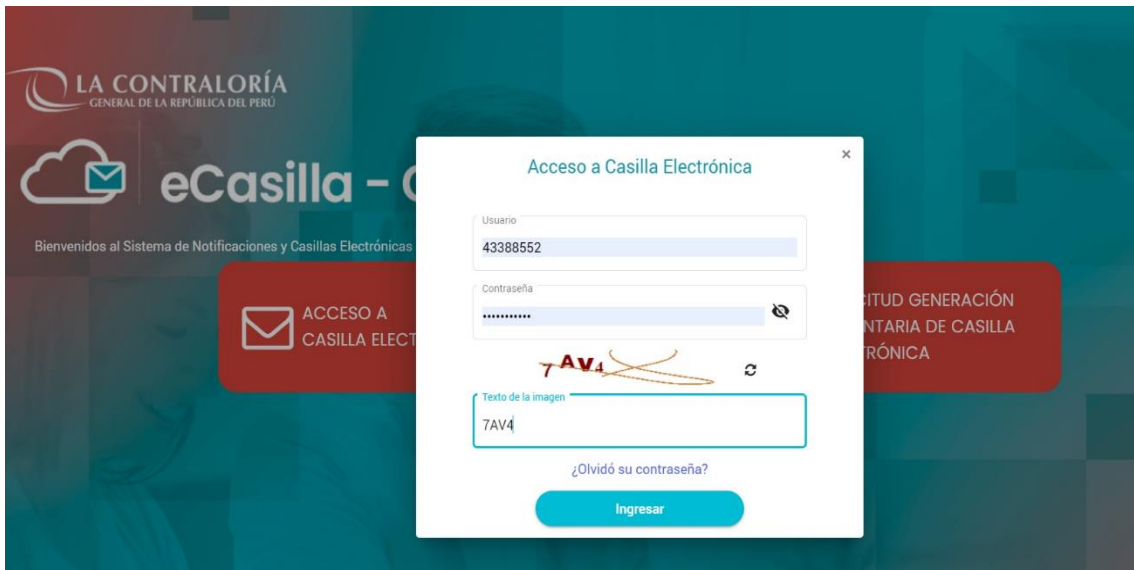 LA CONTRALORÍA
GENERAL DE LA REPÚBLICA DEL PERÚ
eCasilla -
Bienvenidos al Sistema de Notificaciones y Casillas Electrónicas
ACCESO A
CASILLA ELECT
CITUD GENERACIÓN
NTARIA DE CASILLA
TRÓNICA
Acceso a Casilla Electrónica
×
Usuario
43388552
Contraseña
•••••••••••
7AV4
Texto de la imagen
7AV4
¿Olvidó su contraseña?
Ingresar